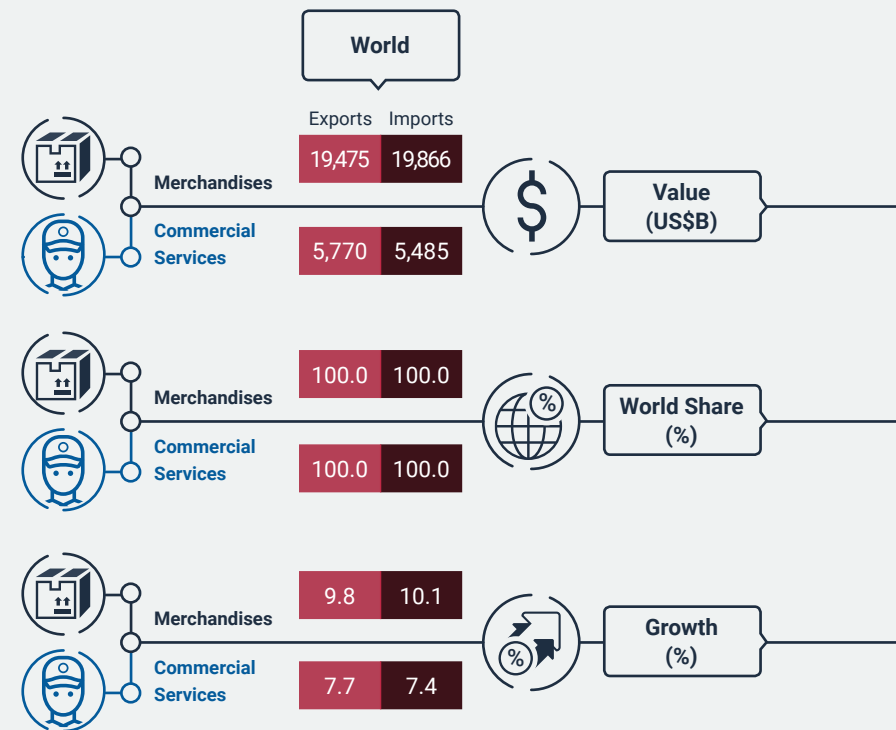 World
Exports Imports
19,475 19,866
Merchandises
Value
(US$B)
Commercial
Services
5,770 5,485
100.0 100.0
Merchandises
%
World Share
(%)
Commercial
Services
100.0 100.0
9.8 10.1
Merchandises
%
Growth
(%)
Commercial
Services
7.7 7.4